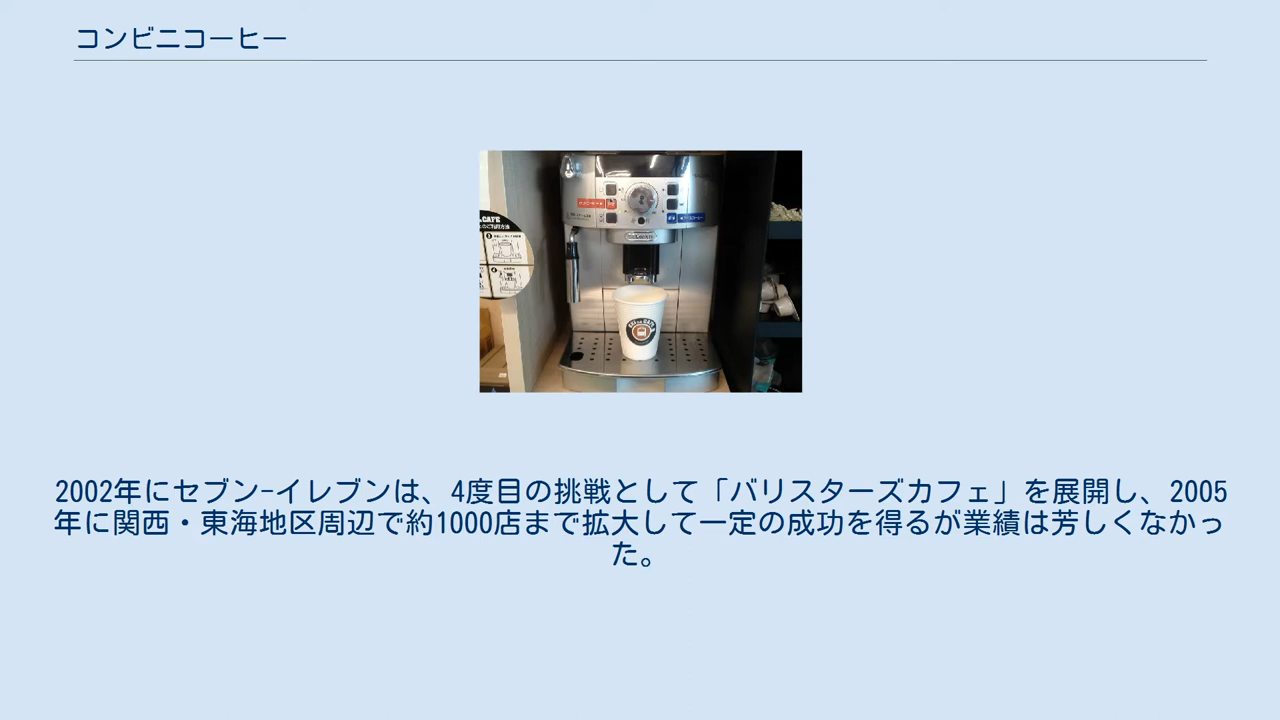 コンビニコーヒー
CAFE
2002年にセブン-イレブンは、4度目の挑戦として「バリスターズカフェ」を展開し、2005
年に関西・東海地区周辺で約1000店まで拡大して一定の成功を得るが業績は芳しくなかっ
た。